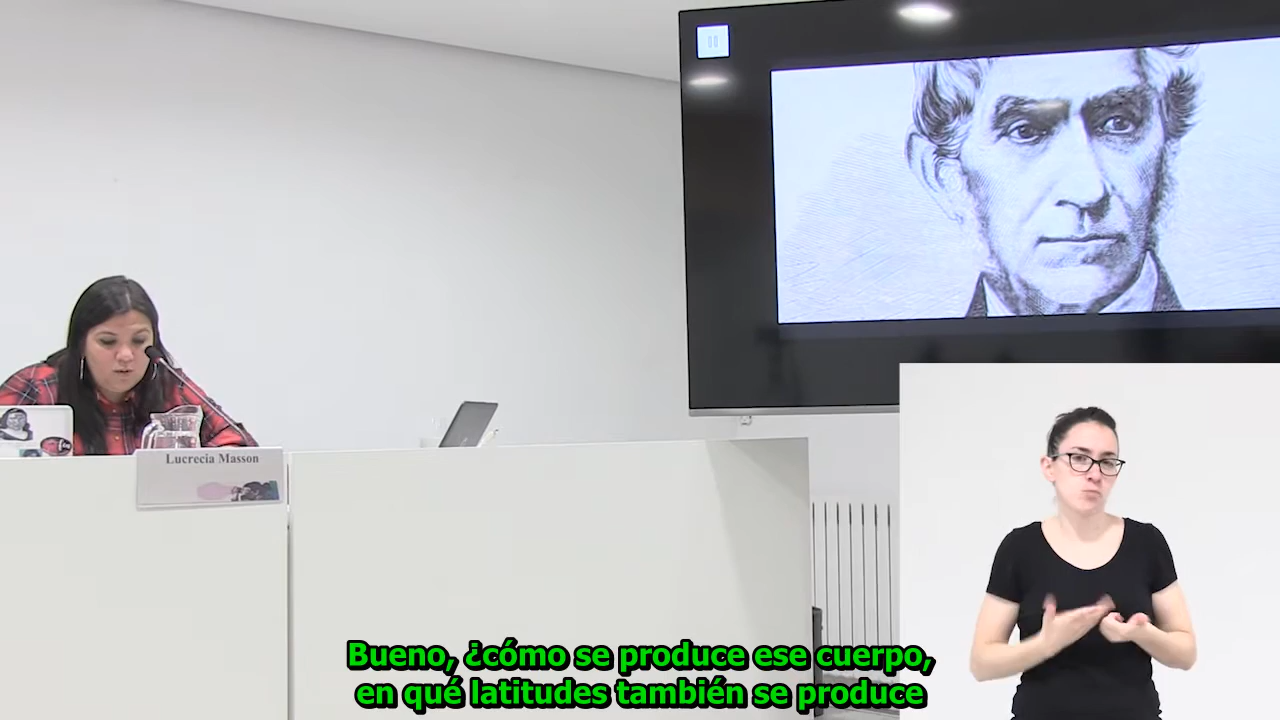 Lucrecia Masson
Bueno, ¿cómo se produce ese cuerpo,
en qué latitudes también se produce